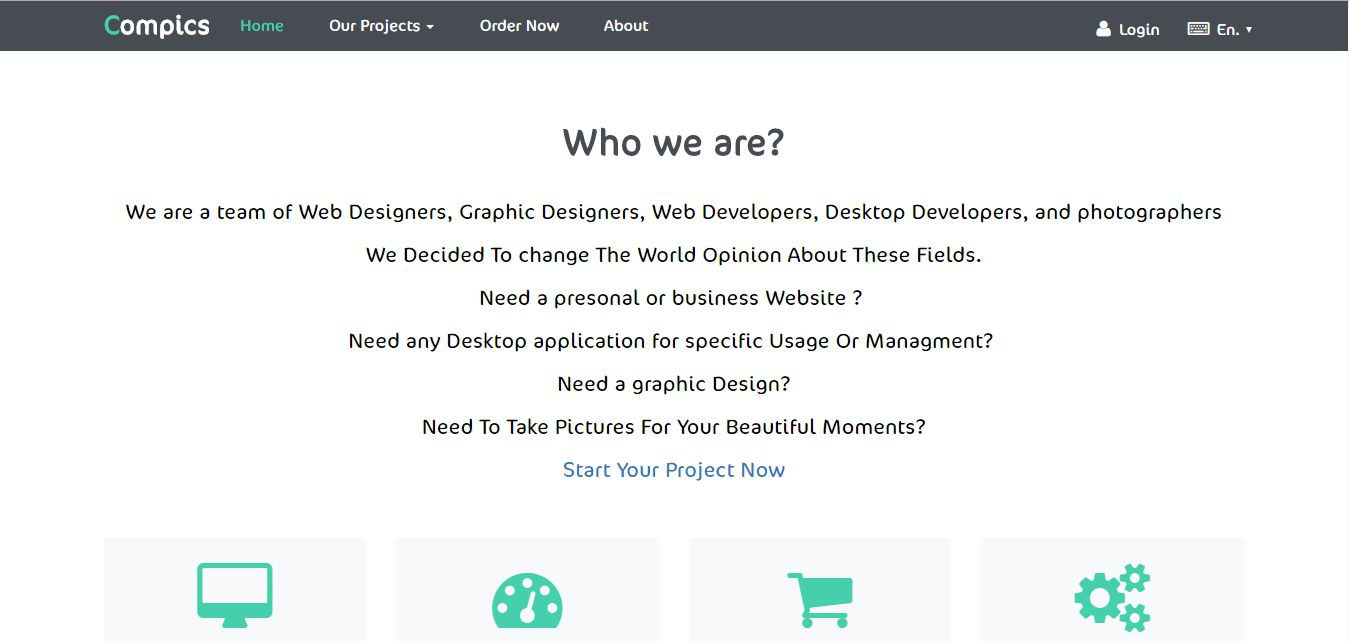 Compics Home Our Projects Order Now About Login En.
Who we are?
We are a team of Web Designers, Graphic Designers, Web Developers, Desktop Developers, and photographers
We Decided To change The World Opinion About These Fields.
Need a presonal or business Website ?
Need any Desktop application for specific Usage Or Managment?
Need a graphic Design?
Need To Take Pictures For Your Beautiful Moments?
Start Your Project Now